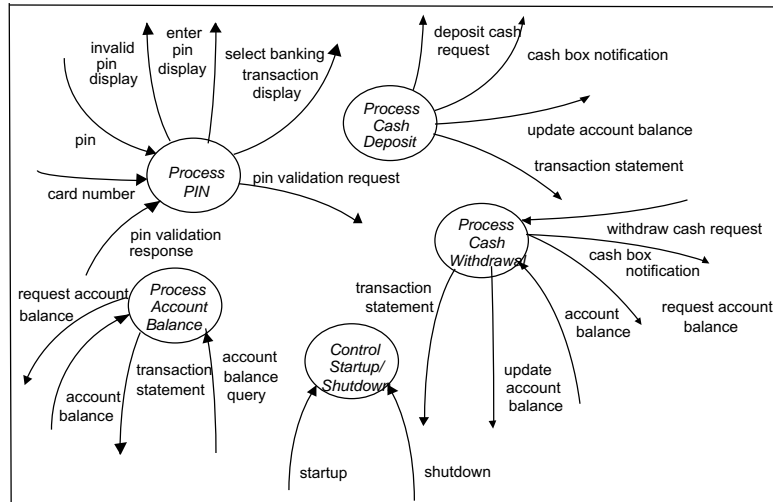 invalid
pin
display
enter
pin
display
select banking
transaction
display
pin
card number
pin validation
response
Process
PIN
pin validation request
deposit cash
request
cash box notification
Process
Cash
Deposit
update account balance
transaction statement
Process
Cash
Withdrawal
withdraw cash request
cash box
notification
request account
balance
account
balance
update
account
balance
transaction
statement
request account
balance
Process
Account
Balance
account
balance
transaction
statement
account
balance
query
Control
Startup/
Shutdown
startup
shutdown